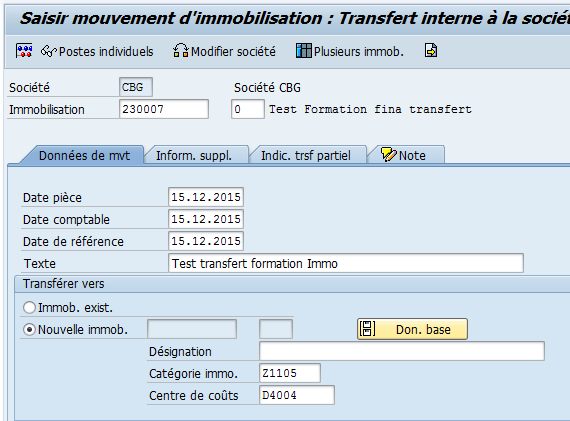 Saisir mouvement d'immobilisation : Transfert interne à la socié
Postes individuels Modifier société Plusieurs immob.
Société CBG Société CBG
Immobilisation 230007 0 Test Formation fina transfert
Données de mvt Inform. suppl. Indic. trsf partiel Note
Date pièce 15.12.2015
Date comptable 15.12.2015
Date de référence 15.12.2015
Texte Test transfert formation Immo
Transférer vers
Immob. exist.
Nouvelle immob. Don. base
Désignation
Catégorie immo. Z1105
Centre de coûts D4004